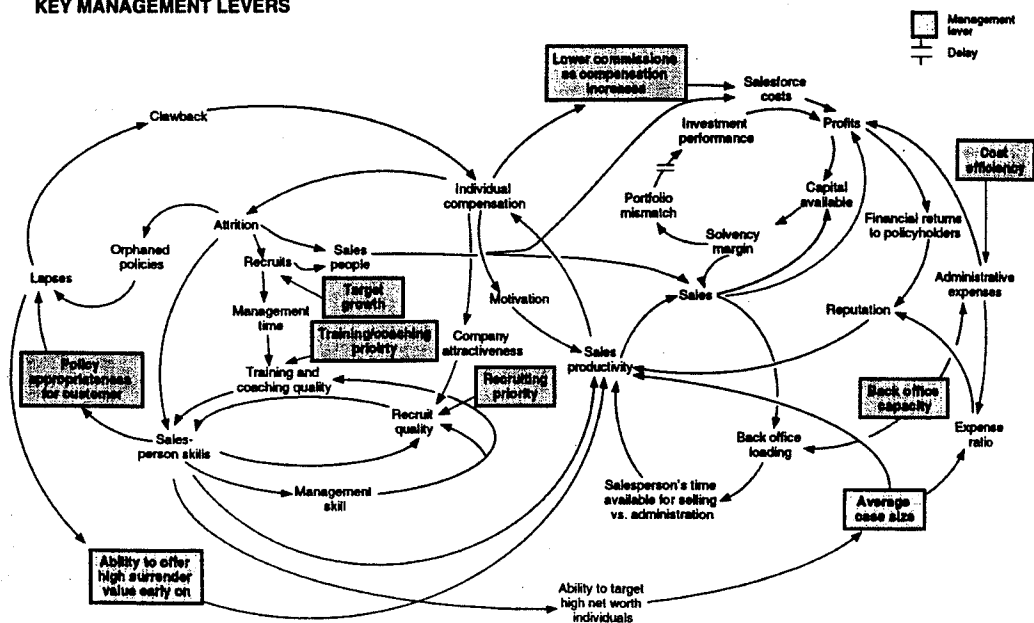 KEY MANAGEMENT LEVERS
Management
lever
Delay
Lower commissions
as compensation
increases
Salesforce
costs
Clawback
Investment
performance
Profits
Cost
efficiency
Individual
compensation
Portfolio
mismatch
Capital
available
Attrition
Financial returns
to policyholders
Orphaned
policies
Sales
people
Solvency
margin
Recruits
Lapses
Target
growth
Motivation
Sales
Administrative
expenses
Management
time
Reputation
Training/coaching
prioirty
Company
attractiveness
Sales
productivity
Policy
appropriateness
for customer
Training and
coaching quality
Recruiting
priority
Back office
capacity
Recruit
quality
Sales-
person skills
Back office
loading
Expense
ratio
Management
skill
Salesperson's time
available for selling
vs. administration
Average
case size
Ability to offer
high surrender
value early on
Ability to target
high net worth
individuals